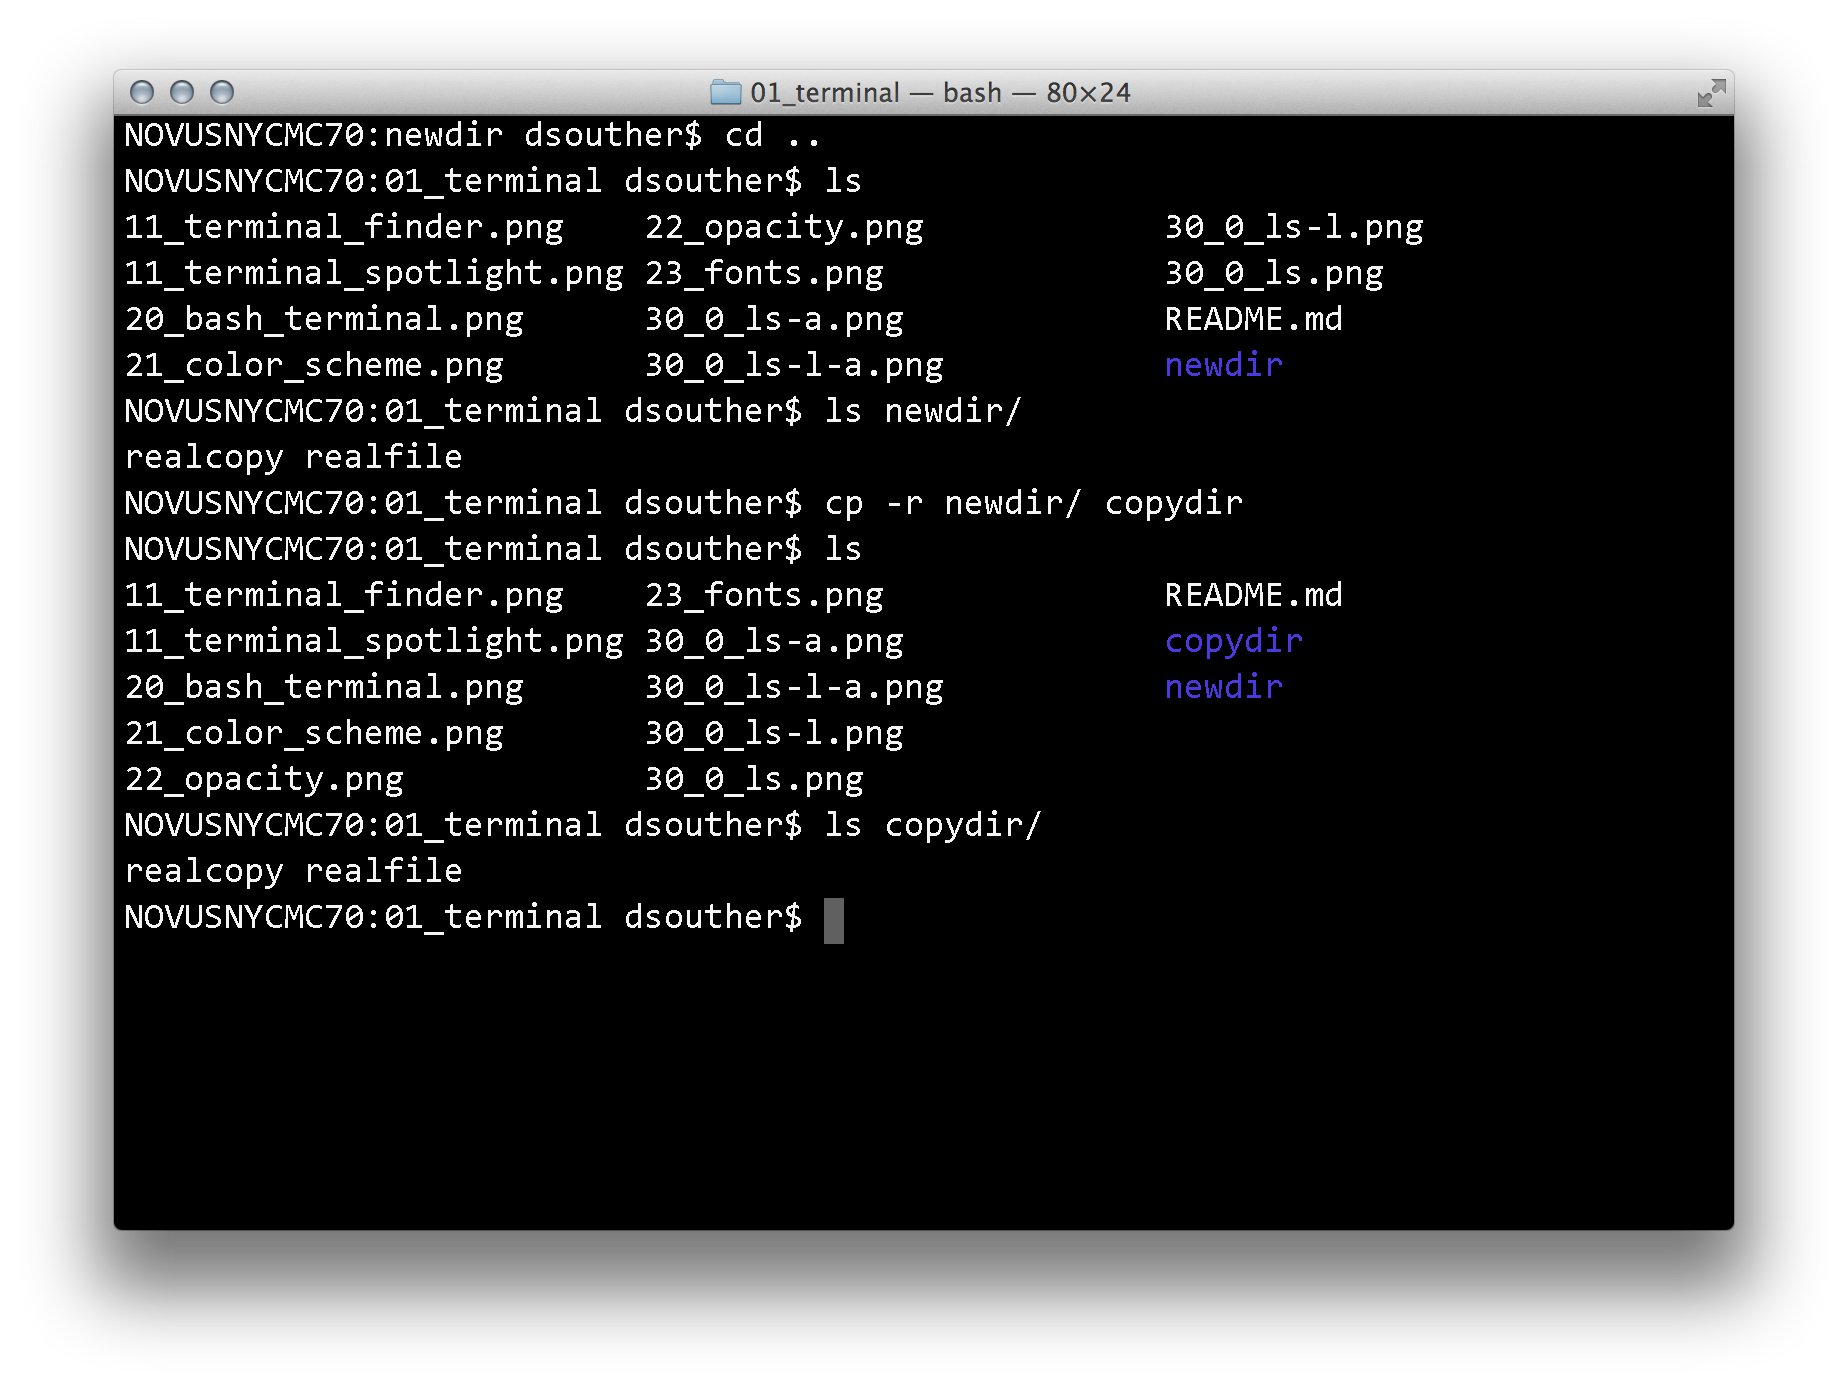 01_terminal — bash — 80×24
NOVUSNYCMC70:newdir dsouther$ cd ..
NOVUSNYCMC70:01_terminal dsouther$ ls
11_terminal_finder.png    22_opacity.png            30_0_ls-l.png
11_terminal_spotlight.png 23_fonts.png              30_0_ls.png
20_bash_terminal.png      30_0_ls-a.png             README.md
21_color_scheme.png       30_0_ls-l-a.png           newdir
NOVUSNYCMC70:01_terminal dsouther$ ls newdir/
realcopy realfile
NOVUSNYCMC70:01_terminal dsouther$ cp -r newdir/ copydir
NOVUSNYCMC70:01_terminal dsouther$ ls
11_terminal_finder.png    23_fonts.png              README.md
11_terminal_spotlight.png 30_0_ls-a.png             copydir
20_bash_terminal.png      30_0_ls-l-a.png           newdir
21_color_scheme.png       30_0_ls-l.png
22_opacity.png            30_0_ls.png
NOVUSNYCMC70:01_terminal dsouther$ ls copydir/
realcopy realfile
NOVUSNYCMC70:01_terminal dsouther$